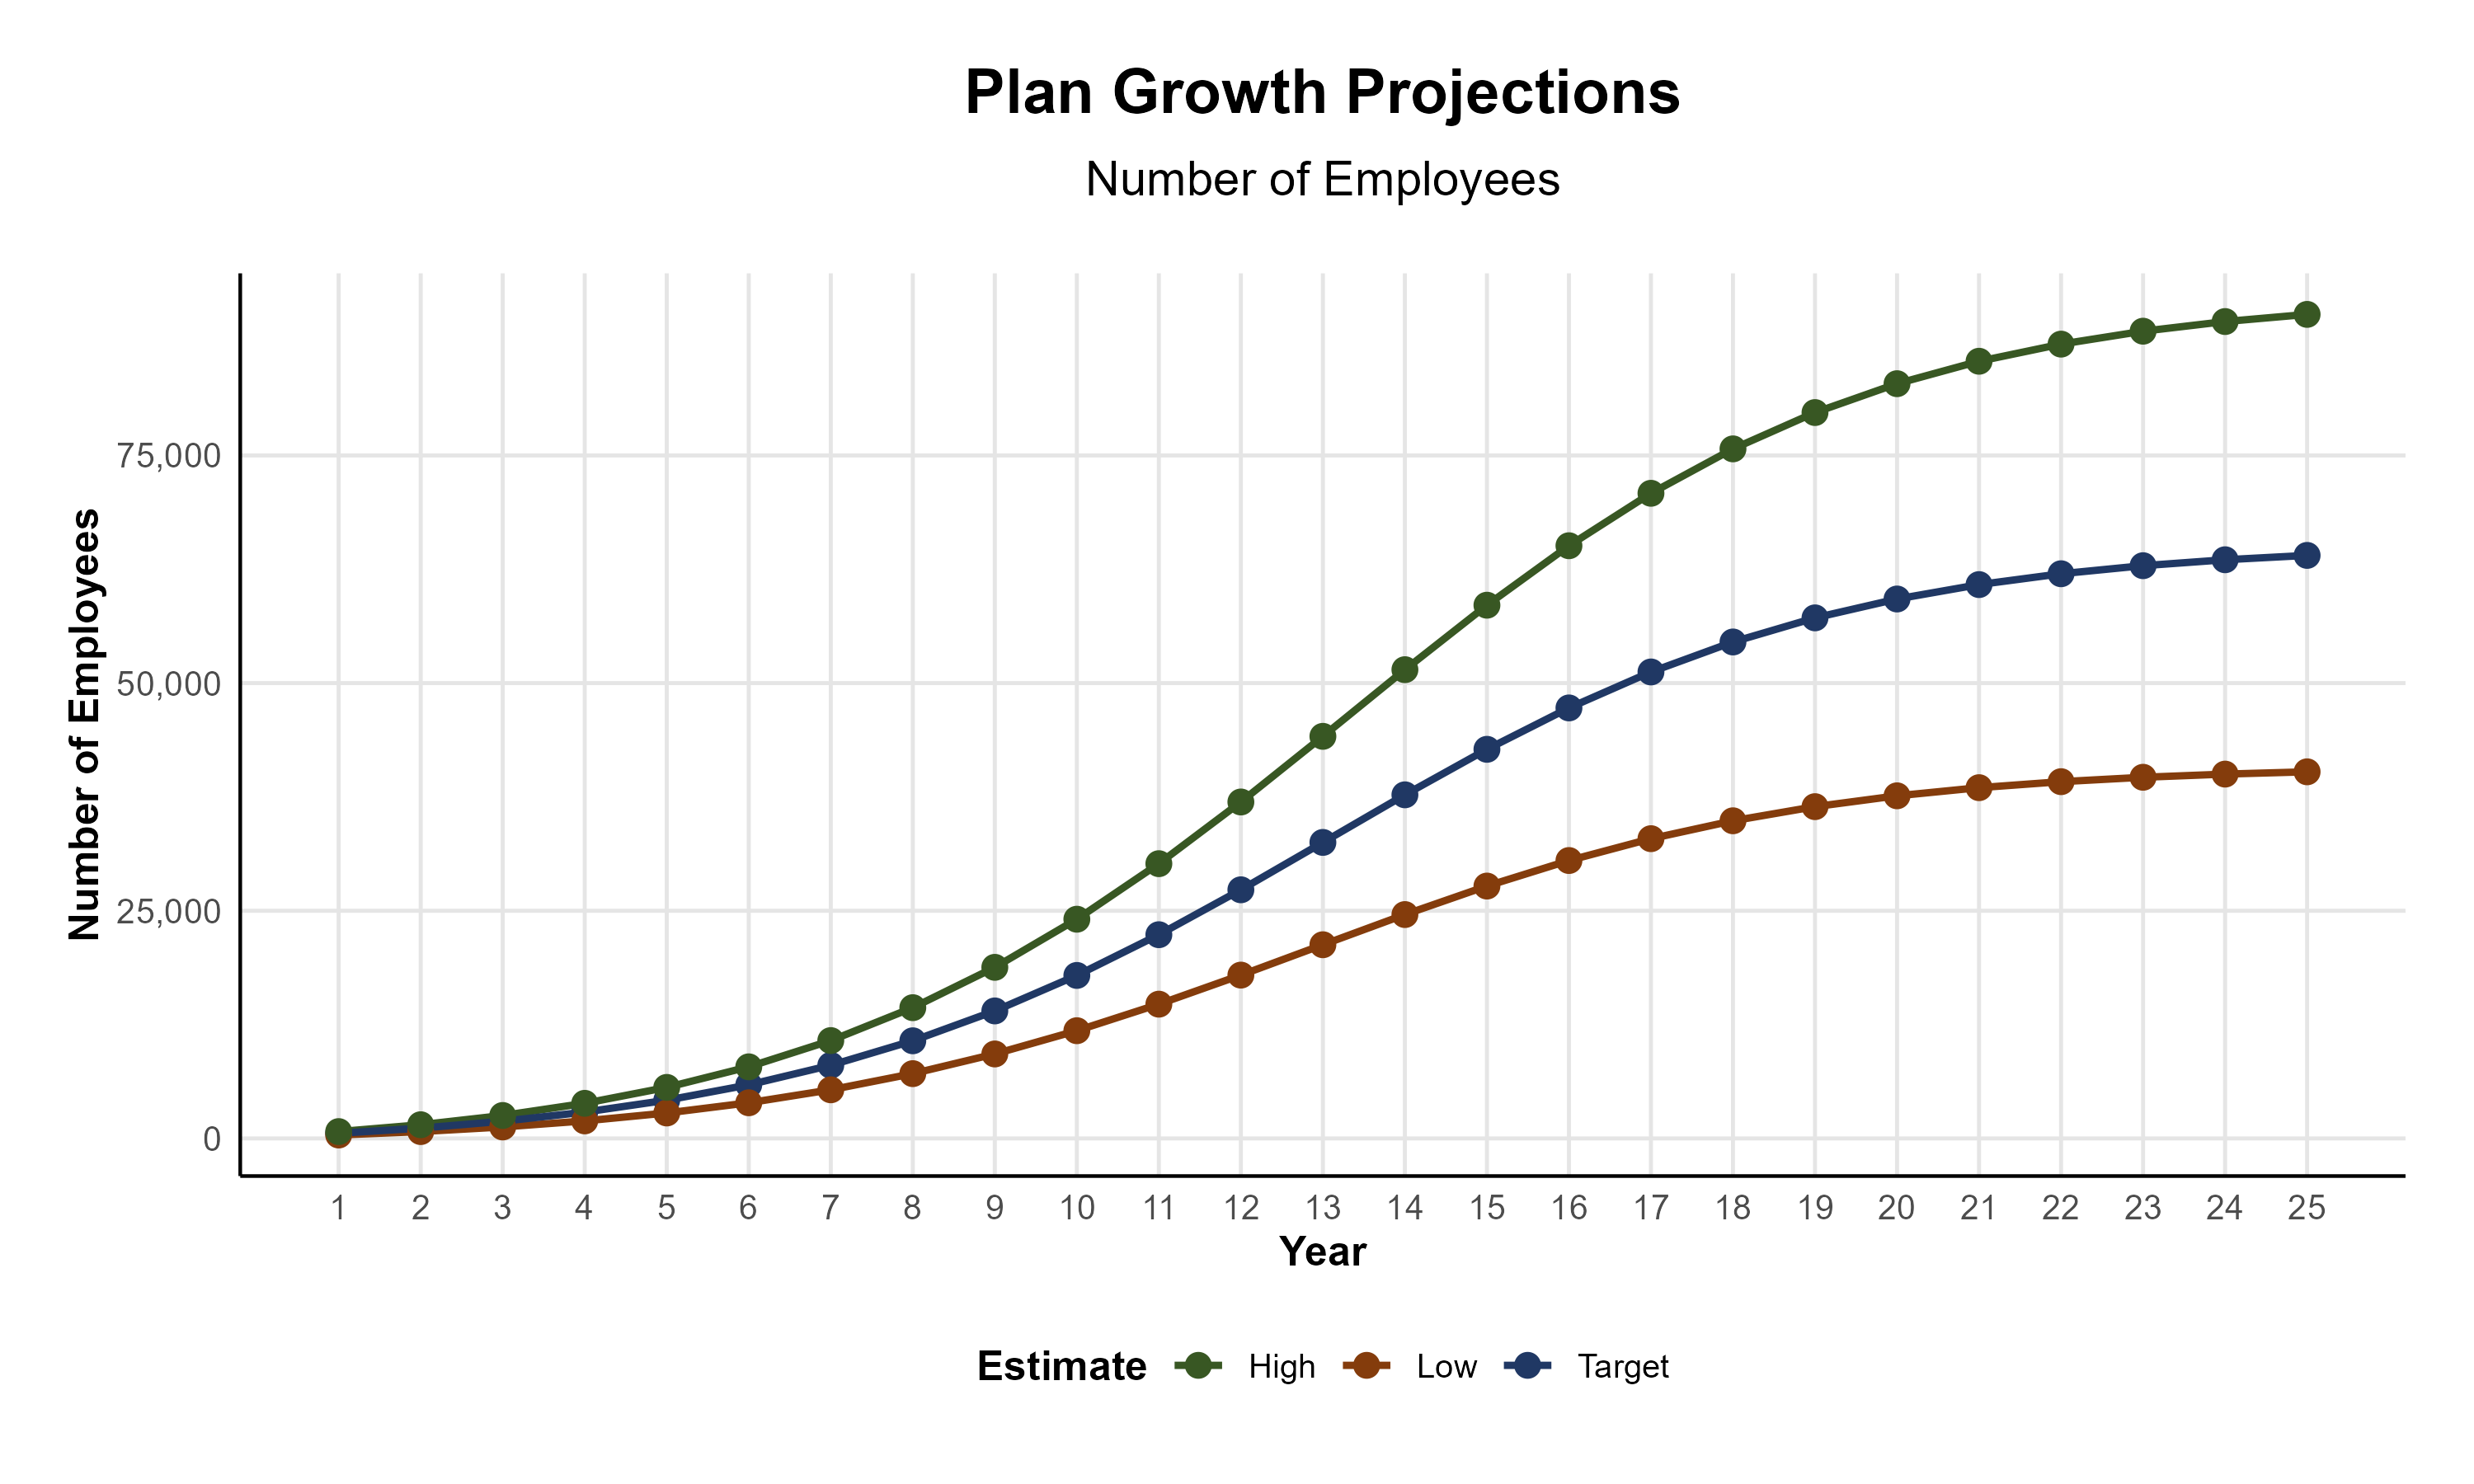 Plan Growth Projections
Number of Employees
Number of Employees
75,000
50,000
25,000
0
1 2 3 4 5 6 7 8 9 10 11 12 13 14 15 16 17 18 19 20 21 22 23 24 25
Year
Estimate High Low Target